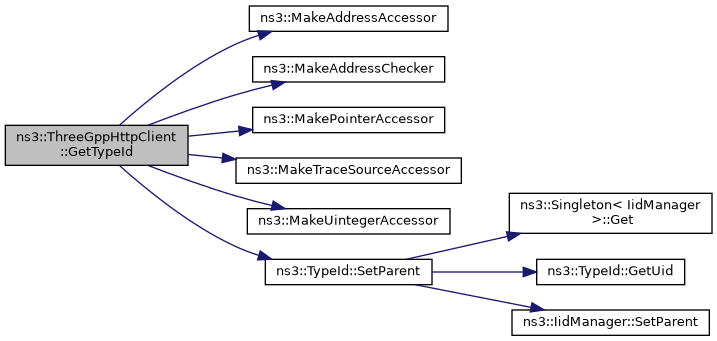 ns3::MakeAddressAccessor
ns3::MakeAddressChecker
ns3::MakePointerAccessor
ns3::ThreeGppHttpClient
::GetTypeId
ns3::MakeTraceSourceAccessor
ns3::MakeUintegerAccessor
ns3::TypeId::SetParent
ns3::Singleton< IidManager
>::Get
ns3::TypeId::GetUid
ns3::IidManager::SetParent